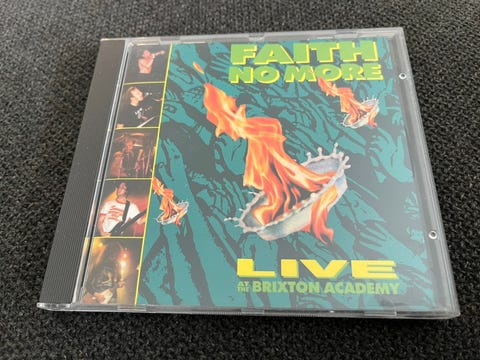 FAITH
NO MORE
LIVE
AT THE BRIXTON ACADEMY